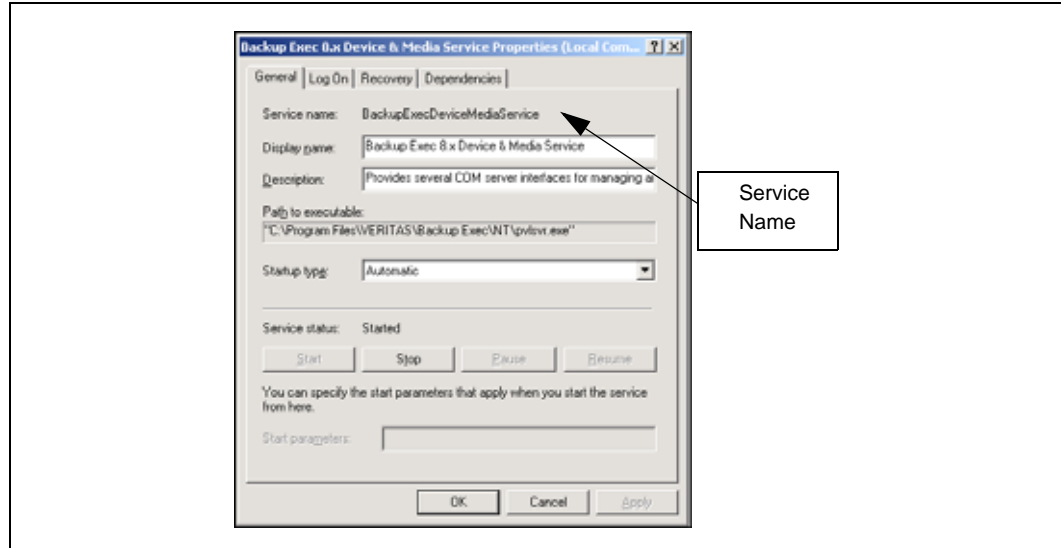 Backup Exec 8.x Device & Media Service Properties (Local Com...
General Log On Recovery Dependencies
Service name: BackupExecDeviceMediaService
Display name: Backup Exec 8.x Device & Media Service
Description: Provides several COM server interfaces for managing a
Service
Name
Path to executable:
"C:\Program Files\VERITAS\Backup Exec\NT\pvlsvr.exe"
Startup type: Automatic
Service status: Started
Start Stop Pause Resume
You can specify the start parameters that apply when you start the service
from here.
Start parameters:
OK Cancel Apply